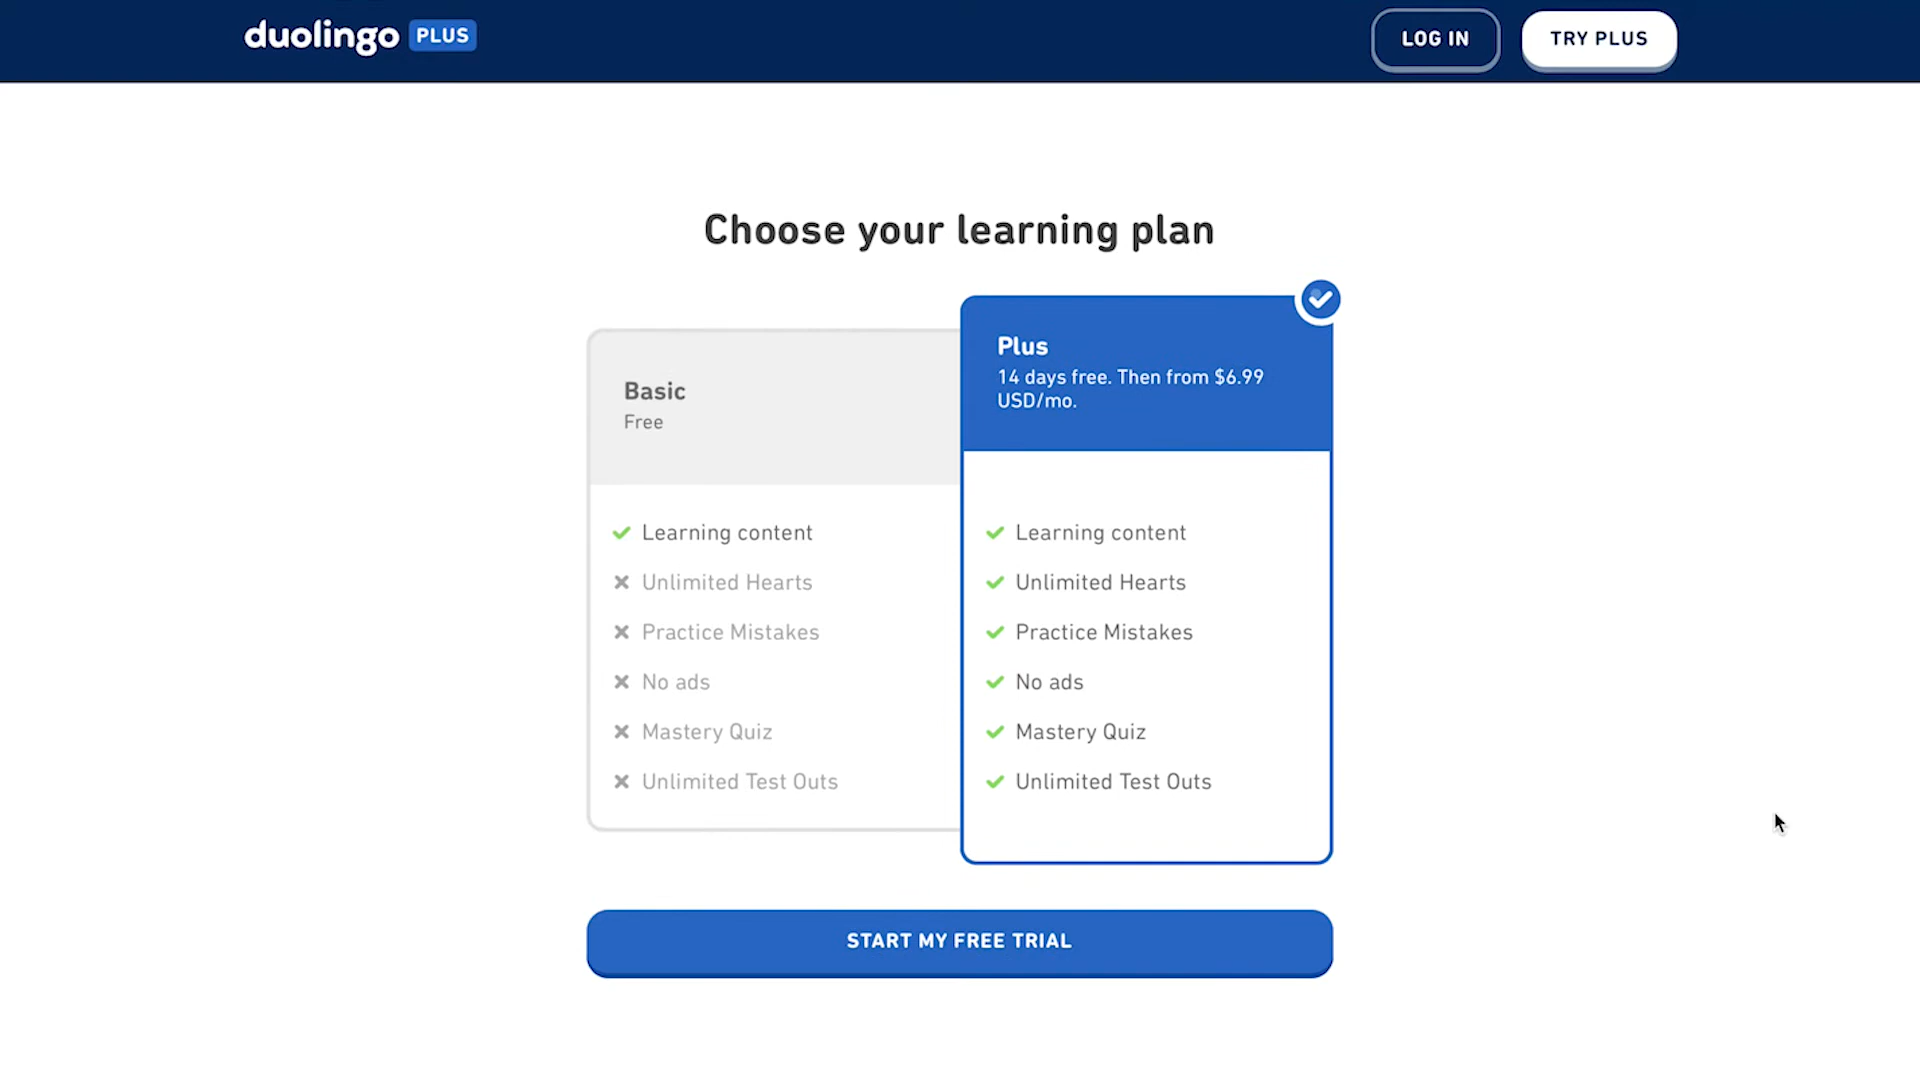 duolingo PLUS
LOG IN
TRY PLUS
Choose your learning plan
Basic
Free
Learning content
Unlimited Hearts
Practice Mistakes
No ads
Mastery Quiz
Unlimited Test Outs
Plus
14 days free. Then from $6.99
USD/mo.
Learning content
Unlimited Hearts
Practice Mistakes
No ads
Mastery Quiz
Unlimited Test Outs
START MY FREE TRIAL